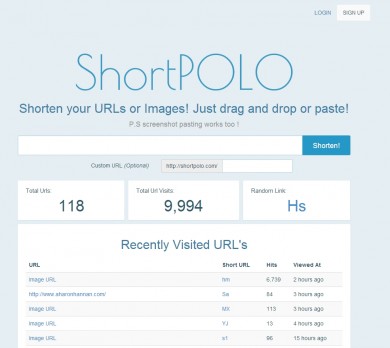 LOGIN SIGN UP
ShortPOLO
Shorten your URLs or Images! Just drag and drop or paste!
P.S screenshot pasting works too !
Shorten!
Custom URL (Optional) http://shortpolo.com/
Total Urls: Total Url Visits: Random Link:
118 9,994 Hs
Recently Visited URL's
URL Short URL Hits Viewed At
Image URL hm 6,739 2 hours ago
http://www.sharonhannan.com/ Sw 84 3 hours ago
Image URL MX 113 3 hours ago
Image URL YJ 13 4 hours ago
Image URL s1 96 15 hours ago